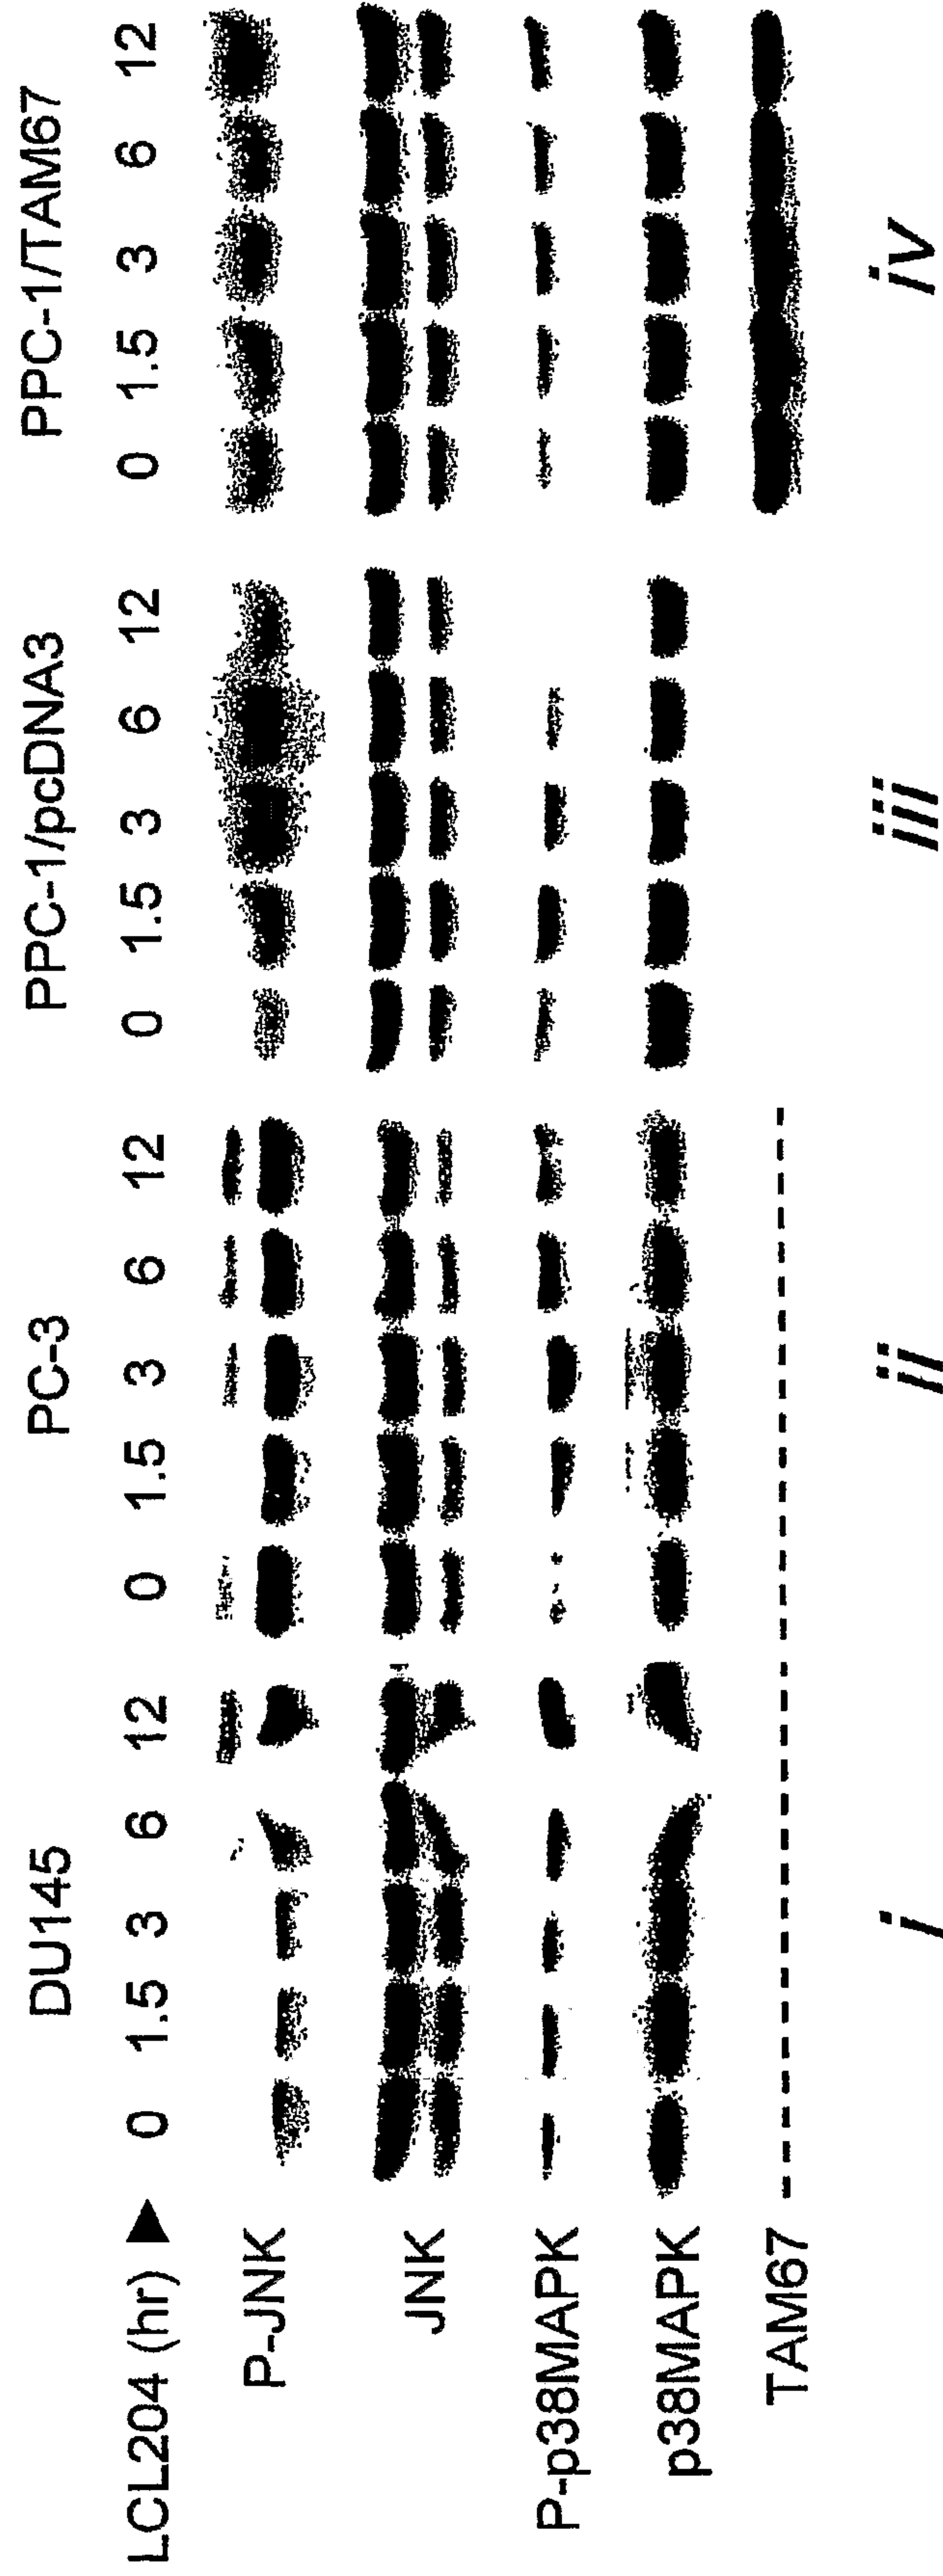 DU145 PC-3 PPC-1/pcDNA3 PPC-1/TAM67
LCL204 (hr) ▶ 0 1.5 3 6 12 0 1.5 3 6 12 0 1.5 3 6 12 0 1.5 3 6 12
P-JNK
JNK
P-p38MAPK
p38MAPK
TAM67
i ii iii iv